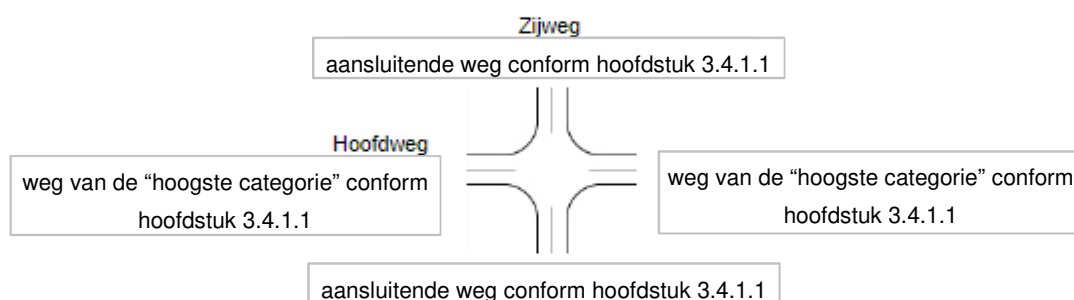 Zijweg
aansluitende weg conform hoofdstuk 3.4.1.1
Hoofdweg
weg van de “hoogste categorie” conform
hoofdstuk 3.4.1.1
weg van de “hoogste categorie” conform
hoofdstuk 3.4.1.1
aansluitende weg conform hoofdstuk 3.4.1.1